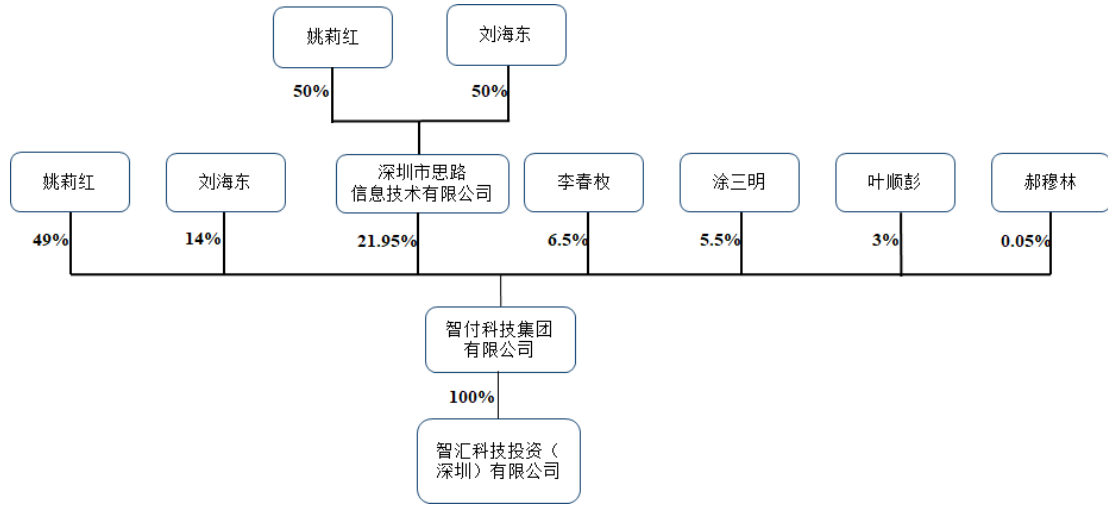 姚莉红
刘海东
50%
50%
姚莉红
刘海东
深圳市思路
信息技术有限公司
李春枚
涂三明
叶顺彭
郝穆林
49%
14%
21.95%
6.5%
5.5%
3%
0.05%
智付科技集团
有限公司
100%
智汇科技投资（
深圳）有限公司